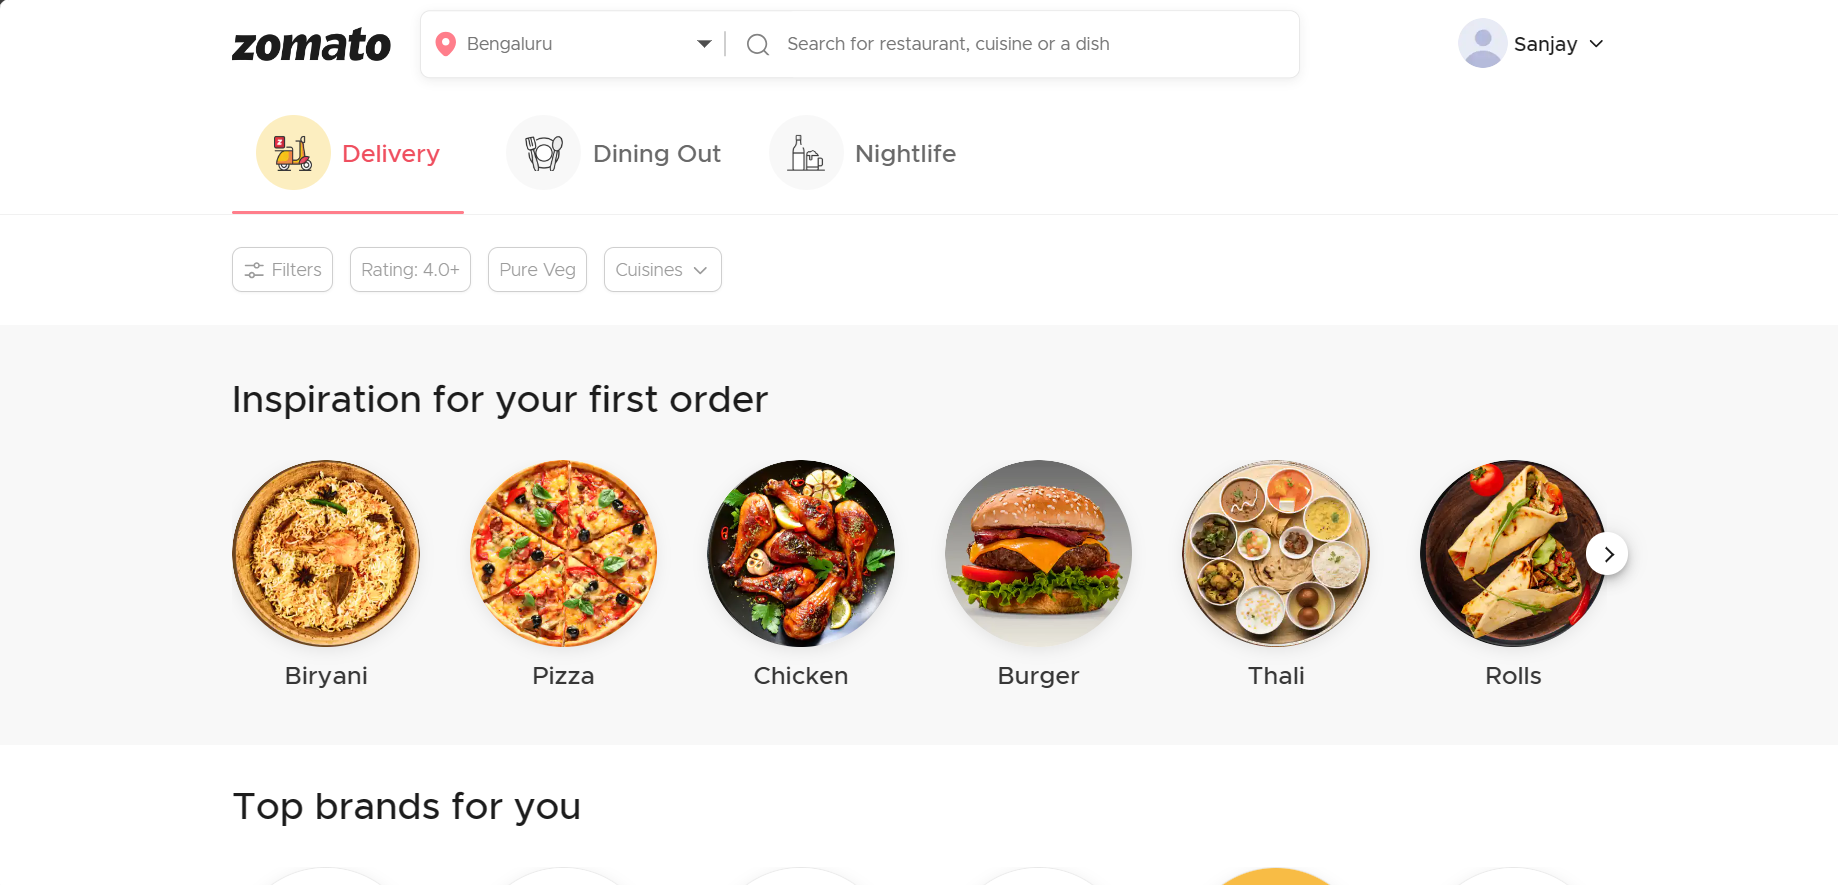 zomato
Bengaluru
Search for restaurant, cuisine or a dish
Sanjay
Delivery
Dining Out
Nightlife
Filters
Rating: 4.0+
Pure Veg
Cuisines
Inspiration for your first order
Biryani
Pizza
Chicken
Burger
Thali
Rolls
Top brands for you